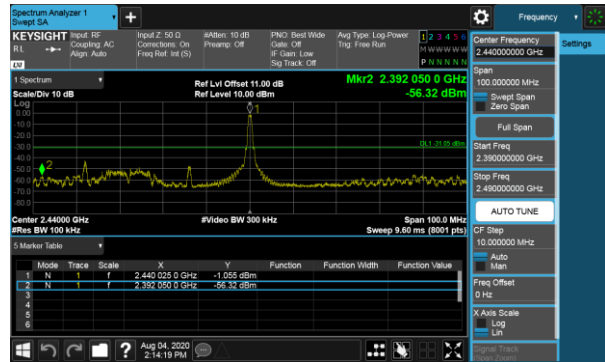 Spectrum Analyzer 1
Swept SA
+
Frequency
KEYSIGHT Input: RF
RL Coupling: AC
Align: Auto
Input Z: 50 Ω
Corrections: On
Freq Ref: Int (S)
#Atten: 10 dB
Preamp: Off
PNO: Best Wide
Gate: Off
IF Gain: Low
Sig Track: Off
Avg Type: Log-Power
Trig: Free Run
1 2 3 4 5 6
M W W W W W
P N N N N N
LXI
1 Spectrum
Scale/Div 10 dB
Ref Lvl Offset 11.00 dB
Ref Level 10.00 dBm
Mkr2 2.392 050 0 GHz
-56.32 dBm
Log
0.00
-10.0
-20.0
-30.0
-40.0
-50.0
-60.0
-70.0
-80.0
1
2
DL1 -31.05 dBm
Center 2.44000 GHz
#Res BW 100 kHz
#Video BW 300 kHz
Span 100.0 MHz
Sweep 9.60 ms (8001 pts)
5 Marker Table
Mode Trace Scale X Y Function Function Width Function Value
1 N 1 f 2.440 025 0 GHz -1.055 dBm
2 N 1 f 2.392 050 0 GHz -56.32 dBm
3
4
5
6
Center Frequency
2.440000000 GHz
Settings
Span
100.000000 MHz
Swept Span
Zero Span
Full Span
Start Freq
2.390000000 GHz
Stop Freq
2.490000000 GHz
AUTO TUNE
CF Step
10.000000 MHz
Auto
Man
Freq Offset
0 Hz
X Axis Scale
Log
Lin
Signal Track
(Span Zoom)
?
Aug 04, 2020
2:14:19 PM